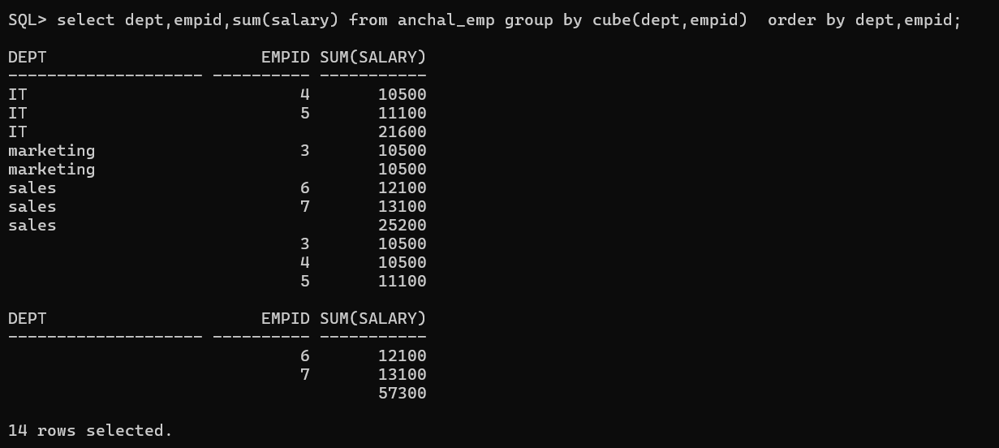 SQL> select dept,empid,sum(salary) from anchal_emp group by cube(dept,empid)  order by dept,empid;
DEPT                      EMPID SUM(SALARY)
-------------------- ---------- -----------
IT                            4       10500
IT                            5       11100
IT                                    21600
marketing                     3       10500
marketing                             10500
sales                         6       12100
sales                         7       13100
sales                                 25200
                              3       10500
                              4       10500
                              5       11100
DEPT                      EMPID SUM(SALARY)
-------------------- ---------- -----------
                              6       12100
                              7       13100
                                      57300
14 rows selected.